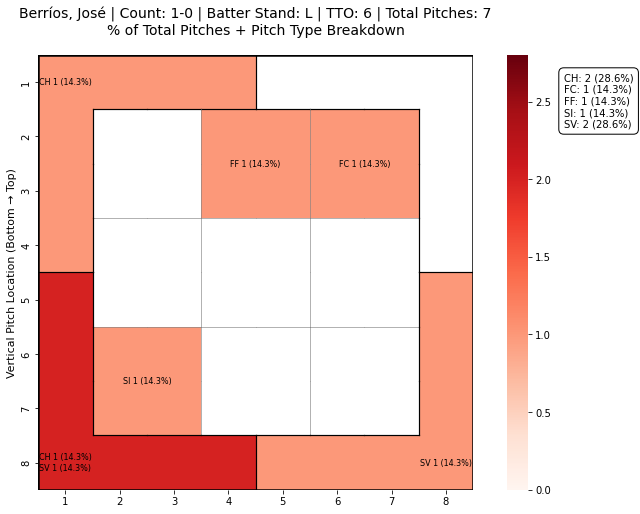 Berríos, José | Count: 1-0 | Batter Stand: L | TTO: 6 | Total Pitches: 7
% of Total Pitches + Pitch Type Breakdown
CH: 2 (28.6%)
FC: 1 (14.3%)
FF: 1 (14.3%)
SI: 1 (14.3%)
SV: 2 (28.6%)
CH 1 (14.3%)
FF 1 (14.3%)
FC 1 (14.3%)
SI 1 (14.3%)
CH 1 (14.3%)
SV 1 (14.3%)
SV 1 (14.3%)
Vertical Pitch Location (Bottom → Top)
1
2
3
4
5
6
7
8
1 2 3 4 5 6 7 8
2.5
2.0
1.5
1.0
0.5
0.0